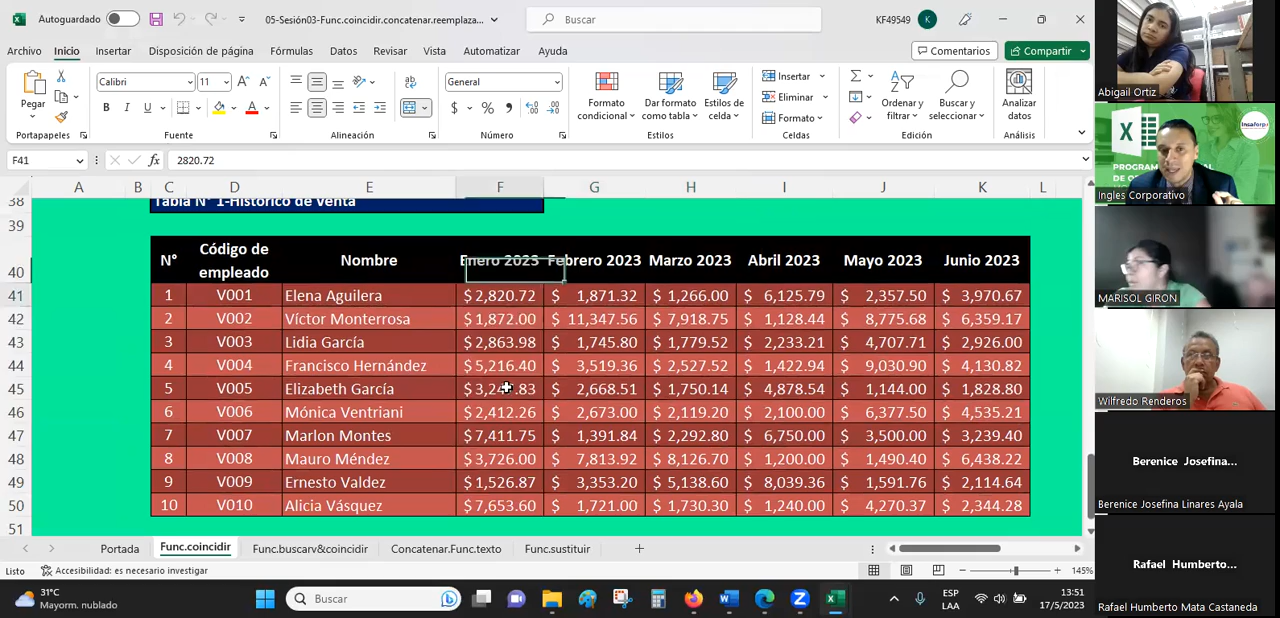 Autoguardado
05-Sesión03-Func.coincidir.concatenar.reemplaza...
Buscar
KF49549
K
Archivo Inicio Insertar Disposición de página Fórmulas Datos Revisar Vista Automatizar Ayuda
Comentarios Compartir
Pegar
Portapapeles
Calibri 11
N K S
Fuente
Alineación
General
$ % 000
Número
Formato condicional
Dar formato como tabla
Estilos de celda
Estilos
Insertar
Eliminar
Formato
Celdas
Ordenar y filtrar
Buscar y seleccionar
Edición
Analizar datos
Análisis
F41 fx 2820.72
A B C D E F G H I J K L
38 Tabla N° 1-Histórico de venta
39
40 N° Código de empleado Nombre Enero 2023 Febrero 2023 Marzo 2023 Abril 2023 Mayo 2023 Junio 2023
41 1 V001 Elena Aguilera $ 2,820.72 $ 1,871.32 $ 1,266.00 $ 6,125.79 $ 2,357.50 $ 3,970.67
42 2 V002 Víctor Monterrosa $ 1,872.00 $ 11,347.56 $ 7,918.75 $ 1,128.44 $ 8,775.68 $ 6,359.17
43 3 V003 Lidia García $ 2,863.98 $ 1,745.80 $ 1,779.52 $ 2,233.21 $ 4,707.71 $ 2,926.00
44 4 V004 Francisco Hernández $ 5,216.40 $ 3,519.36 $ 2,527.52 $ 1,422.94 $ 9,030.90 $ 4,130.82
45 5 V005 Elizabeth García $ 2,668.51 $ 1,750.14 $ 4,878.54 $ 1,144.00 $ 1,828.80
46 6 V006 Mónica Ventriani $ 2,412.26 $ 2,673.00 $ 2,119.20 $ 2,100.00 $ 6,377.50 $ 4,535.21
47 7 V007 Marlon Montes $ 7,411.75 $ 1,391.84 $ 2,292.80 $ 6,750.00 $ 3,500.00 $ 3,239.40
48 8 V008 Mauro Méndez $ 3,726.00 $ 7,813.92 $ 8,126.70 $ 1,200.00 $ 1,490.40 $ 6,438.22
49 9 V009 Ernesto Valdez $ 1,526.87 $ 3,353.20 $ 5,138.60 $ 8,039.36 $ 1,591.76 $ 2,114.64
50 10 V010 Alicia Vásquez $ 7,653.60 $ 1,721.00 $ 1,730.30 $ 1,240.00 $ 4,270.37 $ 2,344.28
51
Portada Func.coincidir Func.buscarv&coincidir Concatenar.Func.texto Func.sustituir
Listo Accesibilidad: es necesario investigar 145%
31°C
Mayorm. nublado
Buscar
ESP
LAA
13:51
17/5/2023
Abigail Ortiz
Insaforp
Ingles Corporativo
MARISOL GIRON
Wilfredo Renderos
Berenice Josefina...
Berenice Josefina Linares Ayala
Rafael Humberto...
Rafael Humberto Mata Castaneda